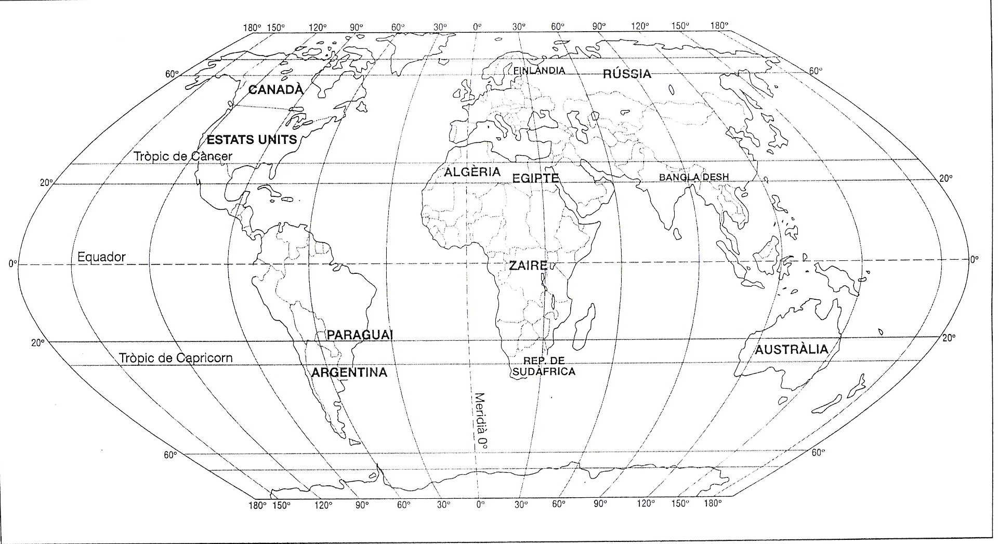 180° 150° 120° 90° 60° 30° 0° 30° 60° 90° 120° 150° 180°
60° FINLÀNDIA RÚSSIA 60°
CANADÀ
ESTATS UNITS
Tròpic de Càncer
ALGÈRIA EGIPTE BANGLA DESH
20° 20°
Equador
0° ZAIRE 0°
PARAGUAI
20° AUSTRÀLIA 20°
Tròpic de Capricorn
REP. DE
SUDÀFRICA
ARGENTINA
Meridià 0°
60° 60°
180° 150° 120° 90° 60° 30° 0° 30° 60° 90° 120° 150° 180°